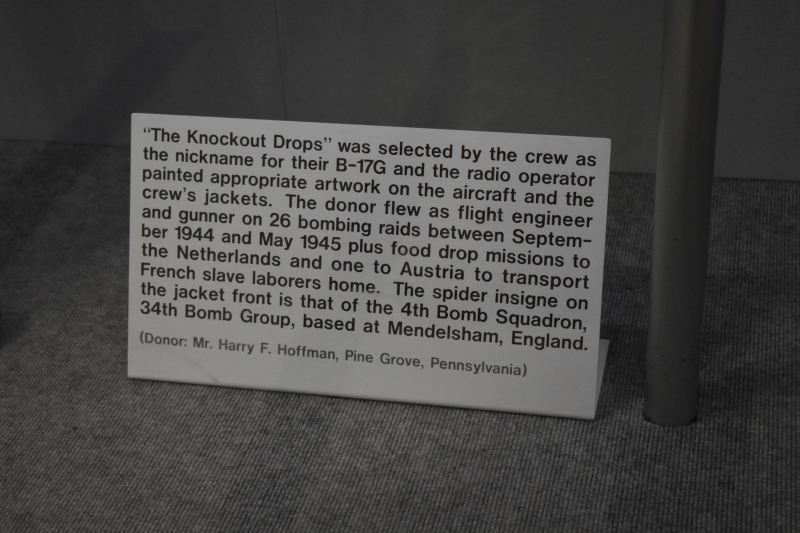 “The Knockout Drops” was selected by the crew as
the nickname for their B-17G and the radio operator
painted appropriate artwork on the aircraft and the
crew's jackets. The donor flew as flight engineer
and gunner on 26 bombing raids between Septem-
ber 1944 and May 1945 plus food drop missions to
the Netherlands and one to Austria to transport
French slave laborers home. The spider insigne on
the jacket front is that of the 4th Bomb Squadron,
34th Bomb Group, based at Mendelsham, England.
(Donor: Mr. Harry F. Hoffman, Pine Grove, Pennsylvania)